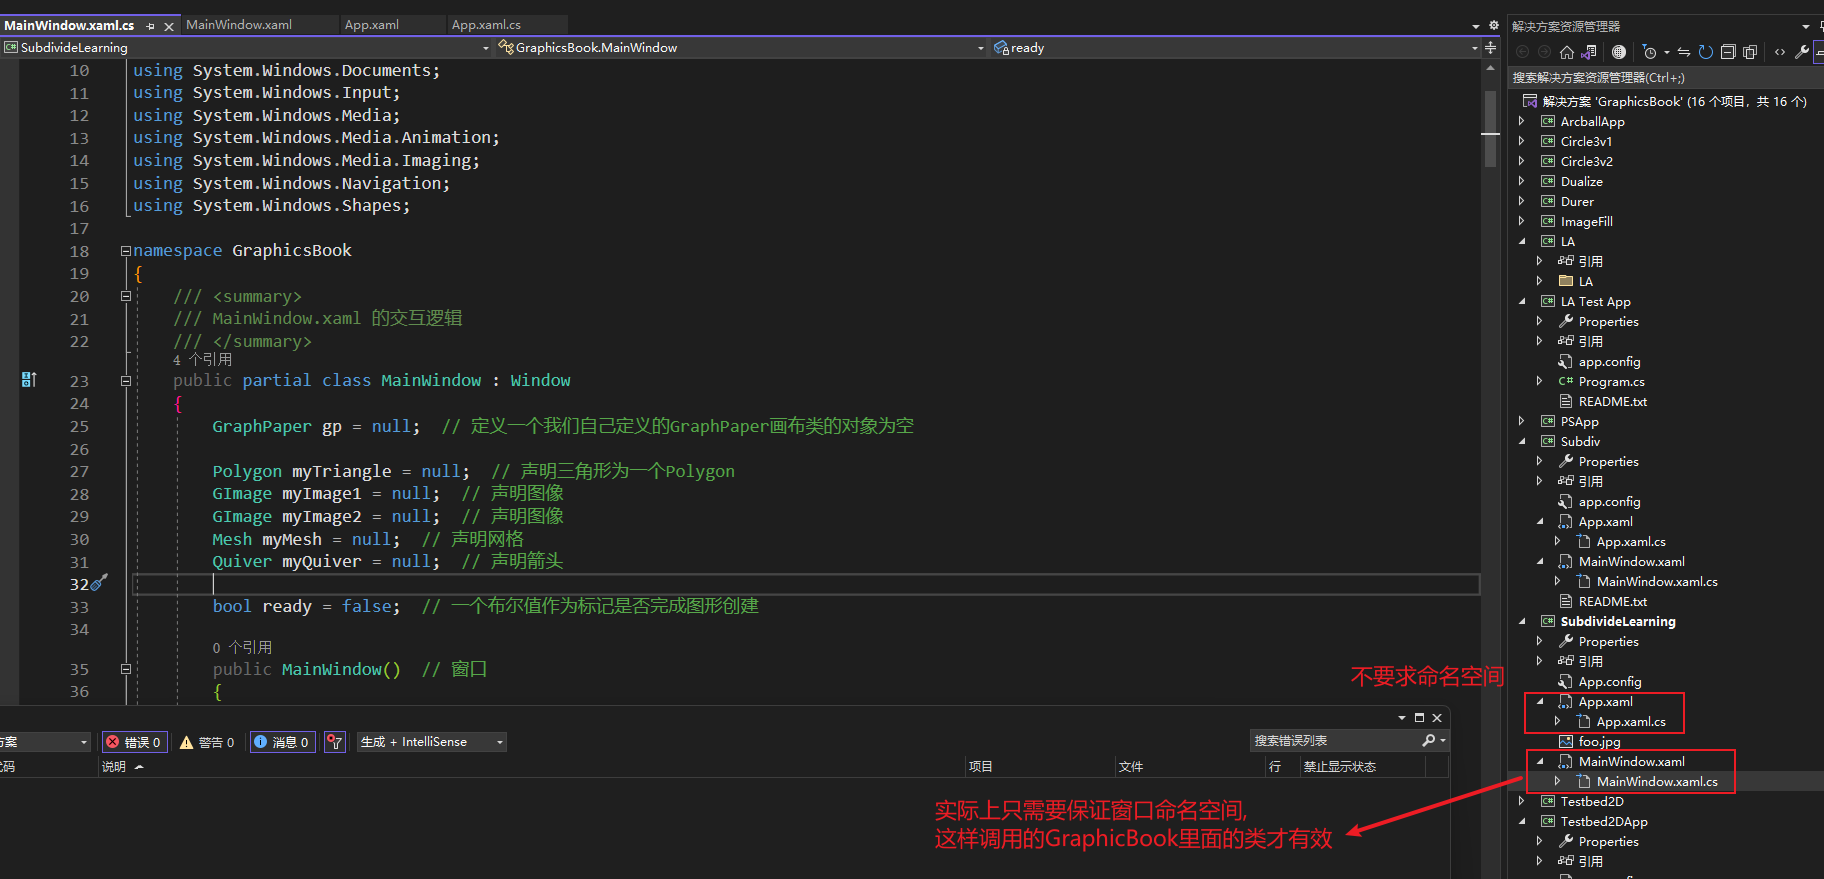 MainWindow.xaml.cs
MainWindow.xaml
App.xaml
App.xaml.cs
SubdivideLearning
GraphicsBook.MainWindow
ready
10 using System.Windows.Documents;
11 using System.Windows.Input;
12 using System.Windows.Media;
13 using System.Windows.Media.Animation;
14 using System.Windows.Media.Imaging;
15 using System.Windows.Navigation;
16 using System.Windows.Shapes;
17
18 namespace GraphicsBook
19 {
20 /// <summary>
21 /// MainWindow.xaml 的交互逻辑
22 /// </summary>
4 个引用
23 public partial class MainWindow : Window
24 {
25 GraphPaper gp = null; // 定义一个我们自己定义的GraphPaper画布类的对象为空
26
27 Polygon myTriangle = null; // 声明三角形为一个Polygon
28 GImage myImage1 = null; // 声明图像
29 GImage myImage2 = null; // 声明图像
30 Mesh myMesh = null; // 声明网格
31 Quiver myQuiver = null; // 声明箭头
32
33 bool ready = false; // 一个布尔值作为标记是否完成图形创建
34
0 个引用
35 public MainWindow() // 窗口
36 {
方案
错误 0
警告 0
消息 0
生成 + IntelliSense
搜索错误列表
代码
说明
项目
文件
行
禁止显示状态
不要求命名空间
实际上只需要保证窗口命名空间,
这样调用的GraphicBook里面的类才有效
解决方案资源管理器
搜索解决方案资源管理器(Ctrl+;)
解决方案 'GraphicsBook' (16 个项目，共 16 个)
C# ArcballApp
C# Circle3v1
C# Circle3v2
C# Dualize
C# Durer
C# ImageFill
C# LA
引用
LA
C# LA Test App
Properties
引用
app.config
C# Program.cs
README.txt
C# PSApp
C# Subdiv
Properties
引用
app.config
App.xaml
App.xaml.cs
MainWindow.xaml
MainWindow.xaml.cs
README.txt
C# SubdivideLearning
Properties
引用
App.config
App.xaml
App.xaml.cs
foo.jpg
MainWindow.xaml
MainWindow.xaml.cs
C# Testbed2D
C# Testbed2DApp
Properties
引用